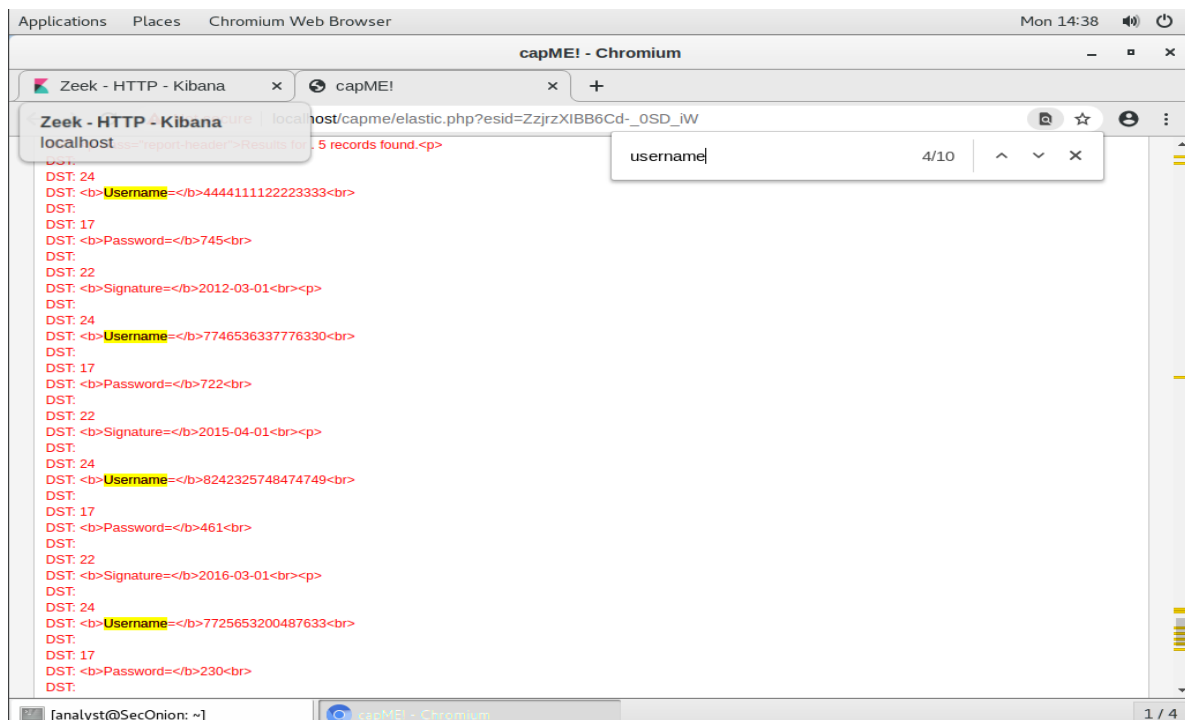 Applications Places Chromium Web Browser Mon 14:38
capME! - Chromium
Zeek - HTTP - Kibana × capME! × +
Zeek - HTTP - Kibana
localhost
localhost/capme/elastic.php?esid=ZzjrzXIBB6Cd-_0SD_iW
username 4/10
="report-header">Results for . 5 records found.<p>
DST:
DST: 24
DST: <b>Username=</b>4444111122223333<br>
DST:
DST: 17
DST: <b>Password=</b>745<br>
DST:
DST: 22
DST: <b>Signature=</b>2012-03-01<br><p>
DST:
DST: 24
DST: <b>Username=</b>7746536337776330<br>
DST:
DST: 17
DST: <b>Password=</b>722<br>
DST:
DST: 22
DST: <b>Signature=</b>2015-04-01<br><p>
DST:
DST: 24
DST: <b>Username=</b>8242325748474749<br>
DST:
DST: 17
DST: <b>Password=</b>461<br>
DST:
DST: 22
DST: <b>Signature=</b>2016-03-01<br><p>
DST:
DST: 24
DST: <b>Username=</b>7725653200487633<br>
DST:
DST: 17
DST: <b>Password=</b>230<br>
DST:
[analyst@SecOnion: ~] capME! - Chromium 1 / 4